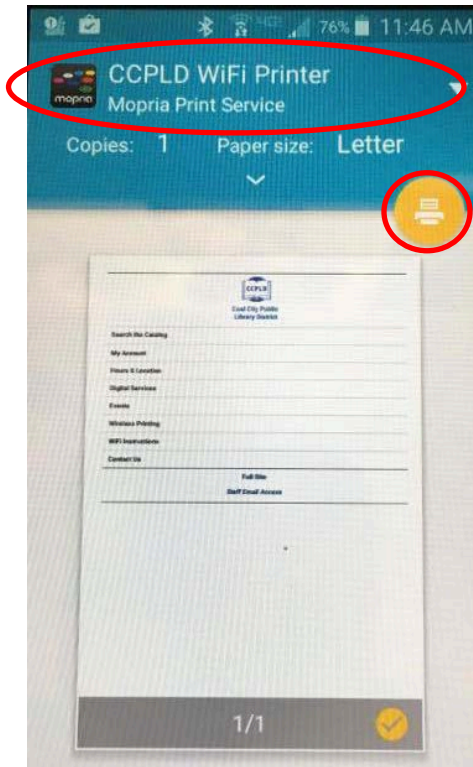 76% 11:46 AM
mopria
CCPLD WiFi Printer
Mopria Print Service
Copies: 1 Paper size: Letter
CCPLD
Coal City Public
Library District
Search the Catalog
My Account
Hours & Location
Digital Services
Events
Wireless Printing
WiFi Instructions
Contact Us
Full Site
Staff Email Access
1/1